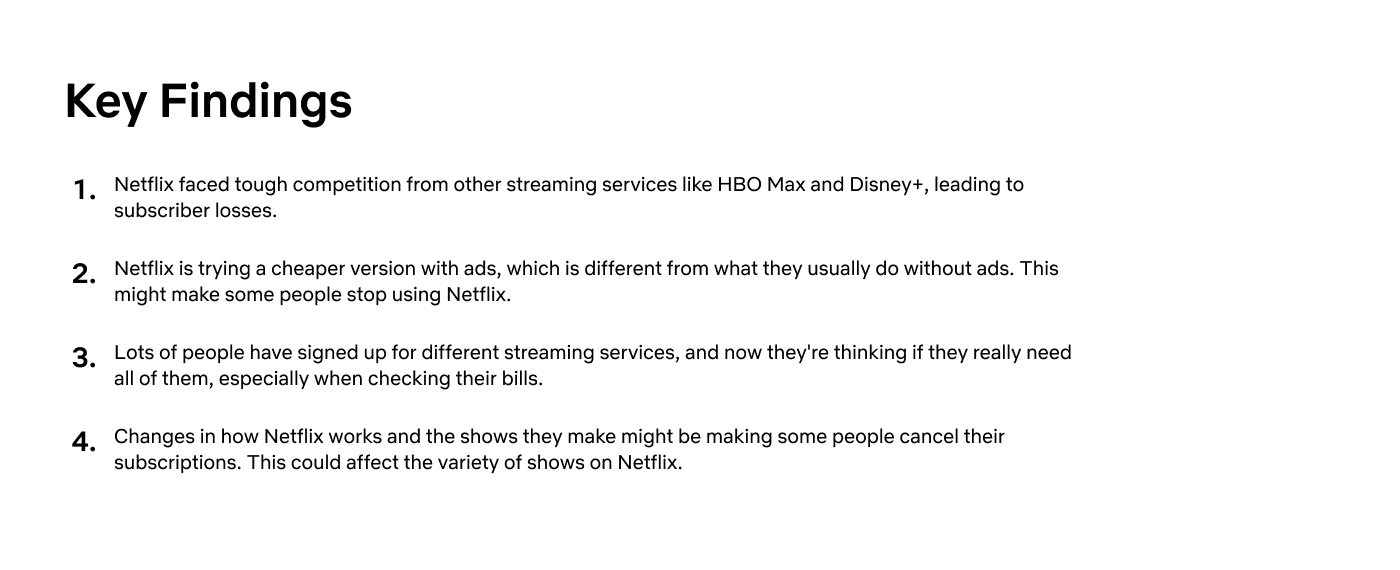 Key Findings
1. Netflix faced tough competition from other streaming services like HBO Max and Disney+, leading to
subscriber losses.
2. Netflix is trying a cheaper version with ads, which is different from what they usually do without ads. This
might make some people stop using Netflix.
3. Lots of people have signed up for different streaming services, and now they're thinking if they really need
all of them, especially when checking their bills.
4. Changes in how Netflix works and the shows they make might be making some people cancel their
subscriptions. This could affect the variety of shows on Netflix.